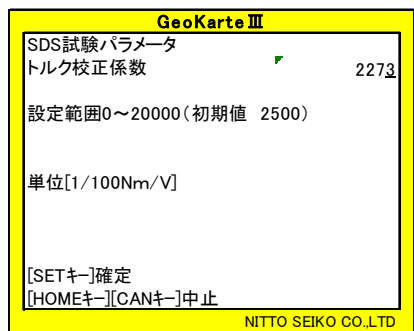 GeoKarteⅢ
SDS試験パラメータ
トルク校正係数 2273
設定範囲0～20000（初期値 2500）
単位[1/100Nm/V]
[SETｷｰ]確定
[HOMEｷｰ][CANｷｰ]中止
NITTO SEIKO CO.,LTD